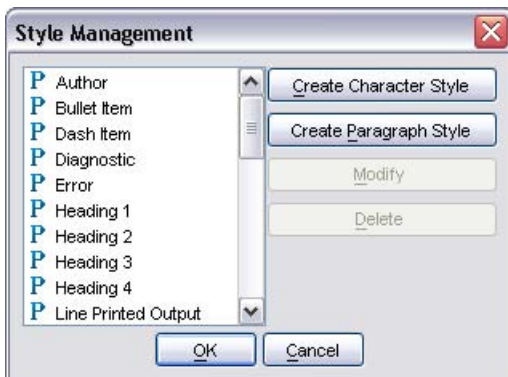 Style Management
P Author
P Bullet Item
P Dash Item
P Diagnostic
P Error
P Heading 1
P Heading 2
P Heading 3
P Heading 4
P Line Printed Output
Create Character Style
Create Paragraph Style
Modify
Delete
OK
Cancel